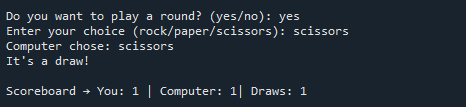 Do you want to play a round? (yes/no): yes
Enter your choice (rock/paper/scissors): scissors
Computer chose: scissors
It's a draw!
Scoreboard → You: 1 | Computer: 1| Draws: 1